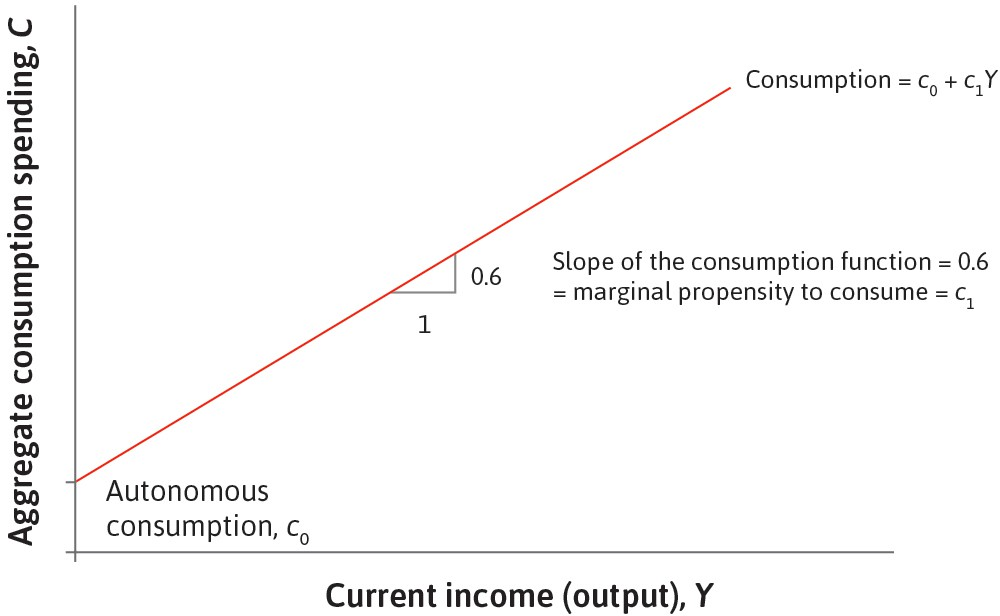 Aggregate consumption spending, C
Consumption = c₀ + c₁Y
0.6
1
Slope of the consumption function = 0.6
= marginal propensity to consume = c₁
Autonomous
consumption, c₀
Current income (output), Y